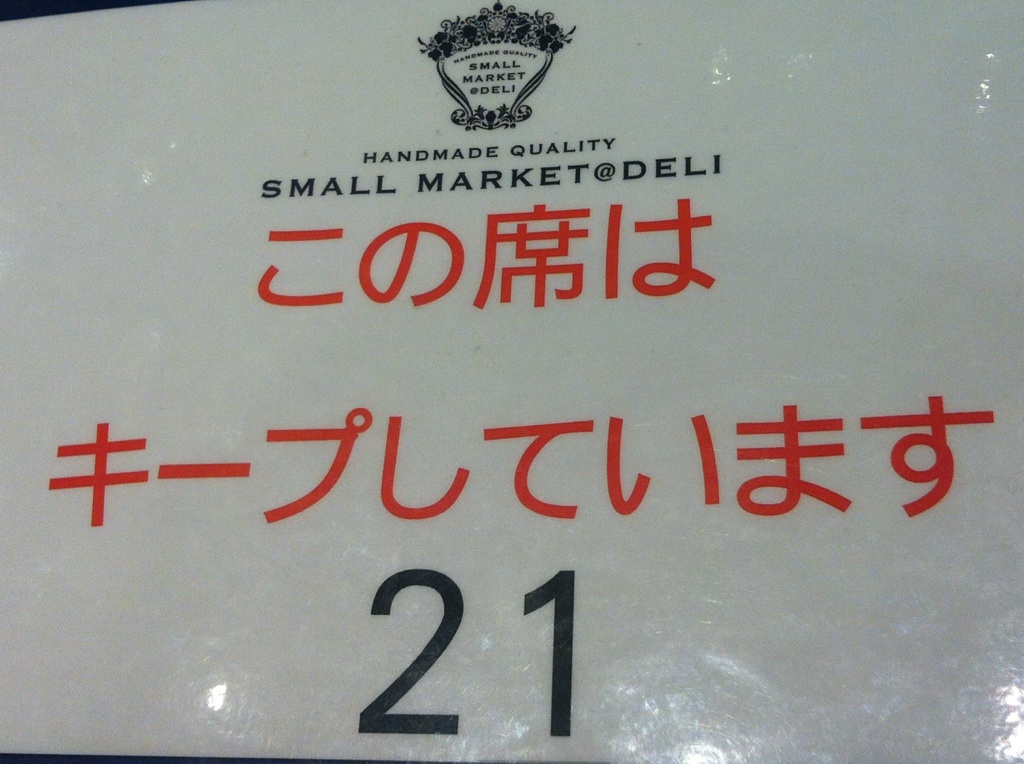 HANDMADE QUALITY
SMALL
MARKET
@DELI
HANDMADE QUALITY
SMALL MARKET@DELI
この席は
キープしています
21